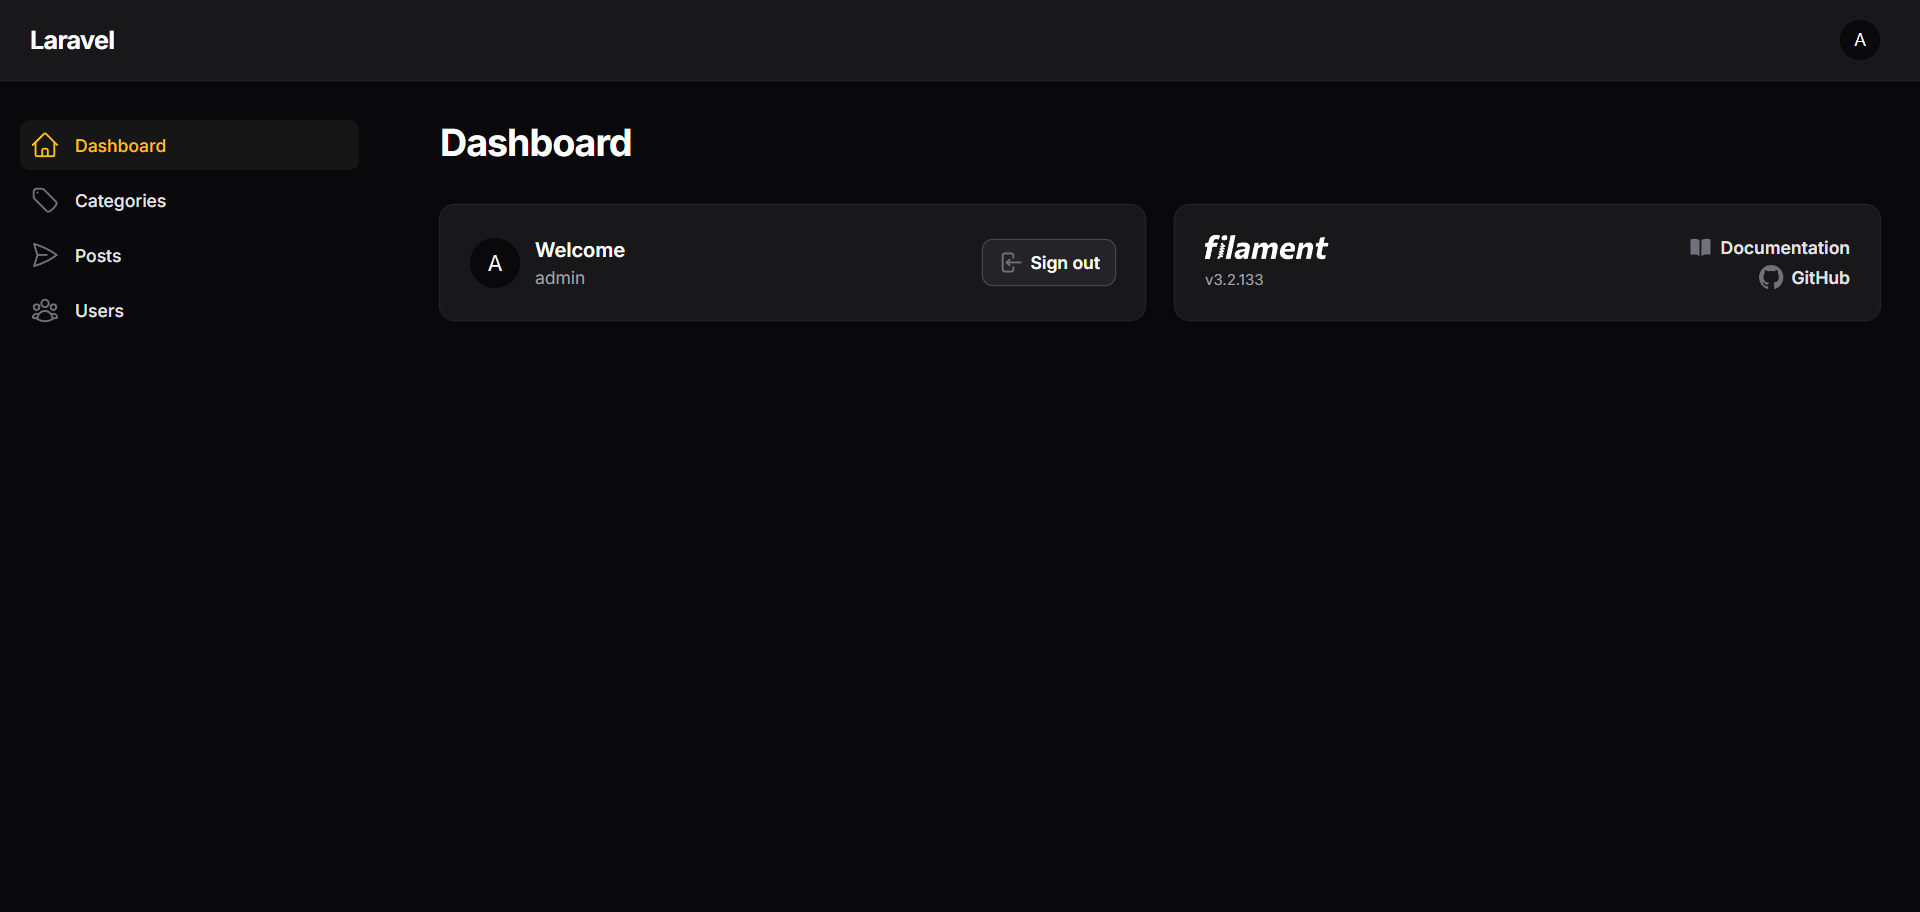 Laravel
A
Dashboard
Categories
Posts
Users
Dashboard
A
Welcome
admin
Sign out
filament
v3.2.133
Documentation
GitHub